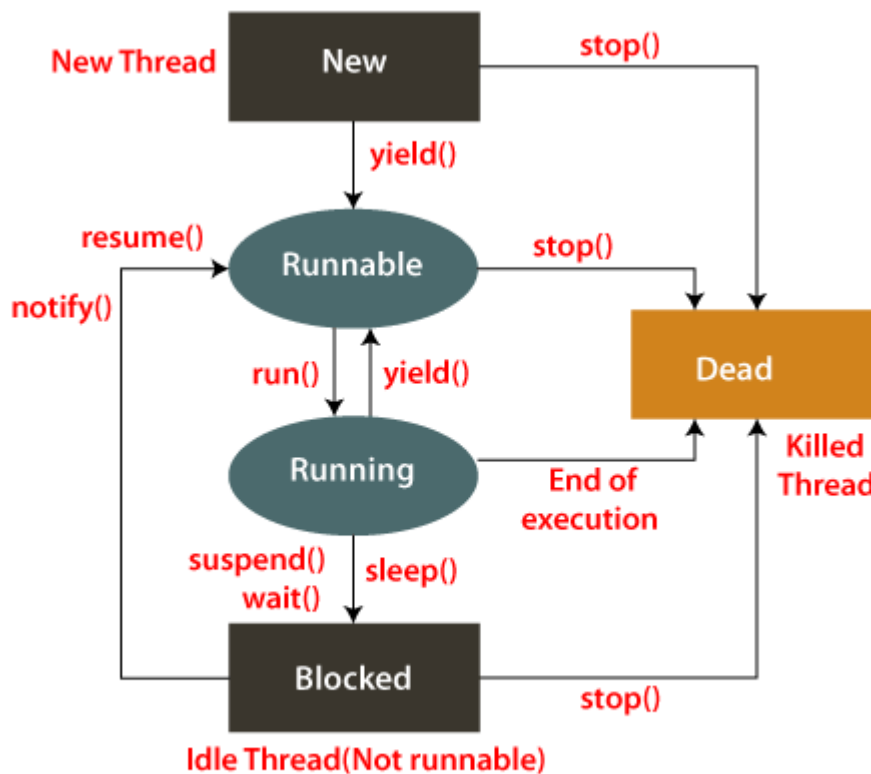 New Thread
New
stop()
yield()
resume()
Runnable
stop()
notify()
run()
yield()
Dead
Running
Killed
Thread
End of
execution
suspend()
wait()
sleep()
Blocked
stop()
Idle Thread(Not runnable)